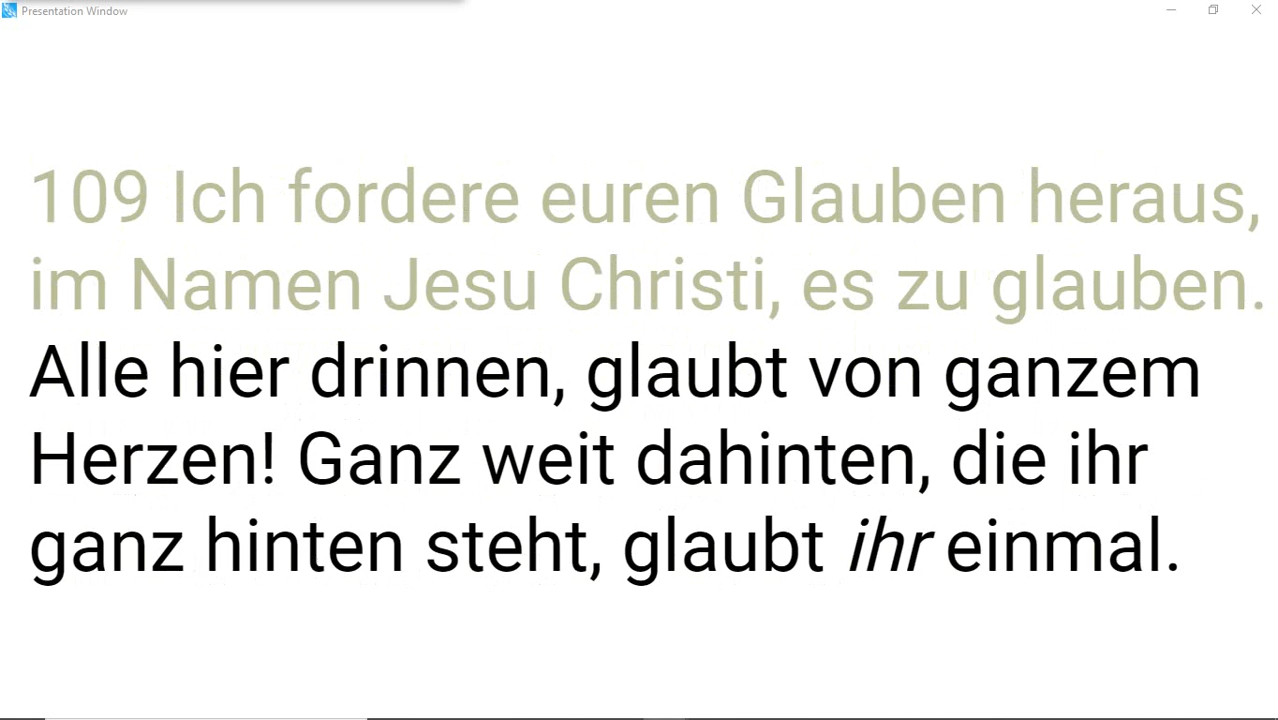 Presentation Window
109 Ich fordere euren Glauben heraus,
im Namen Jesu Christi, es zu glauben.
Alle hier drinnen, glaubt von ganzem
Herzen! Ganz weit dahinten, die ihr
ganz hinten steht, glaubt ihr einmal.